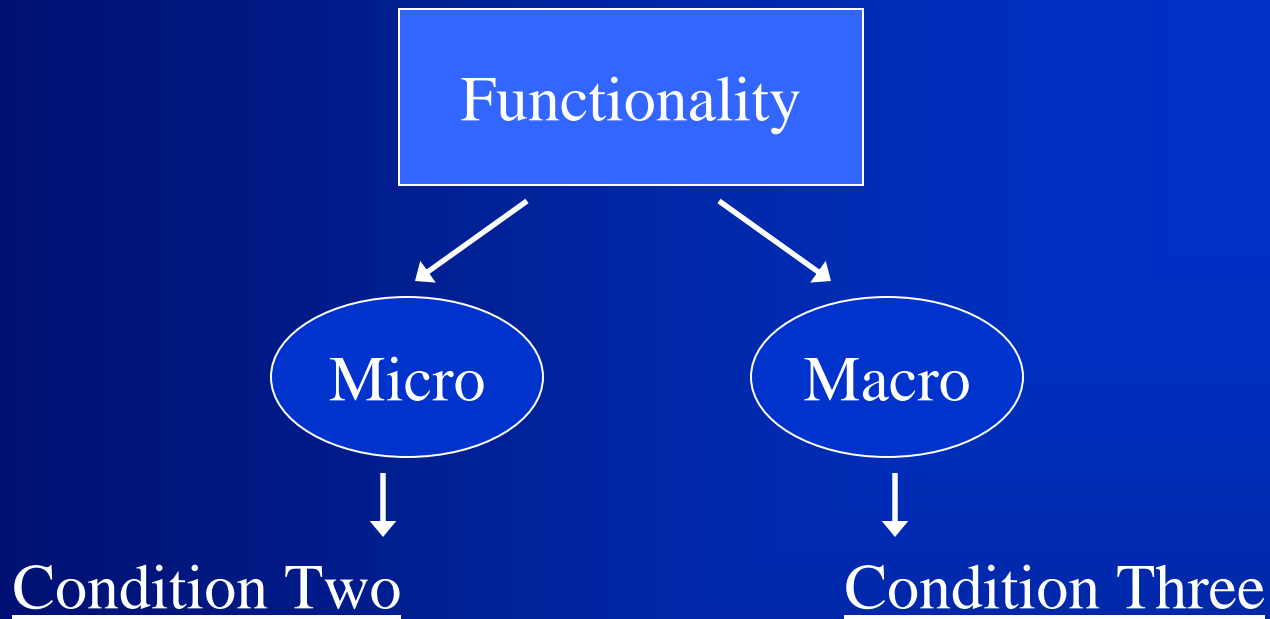 Functionality
Micro
Macro
Condition Two
Condition Three